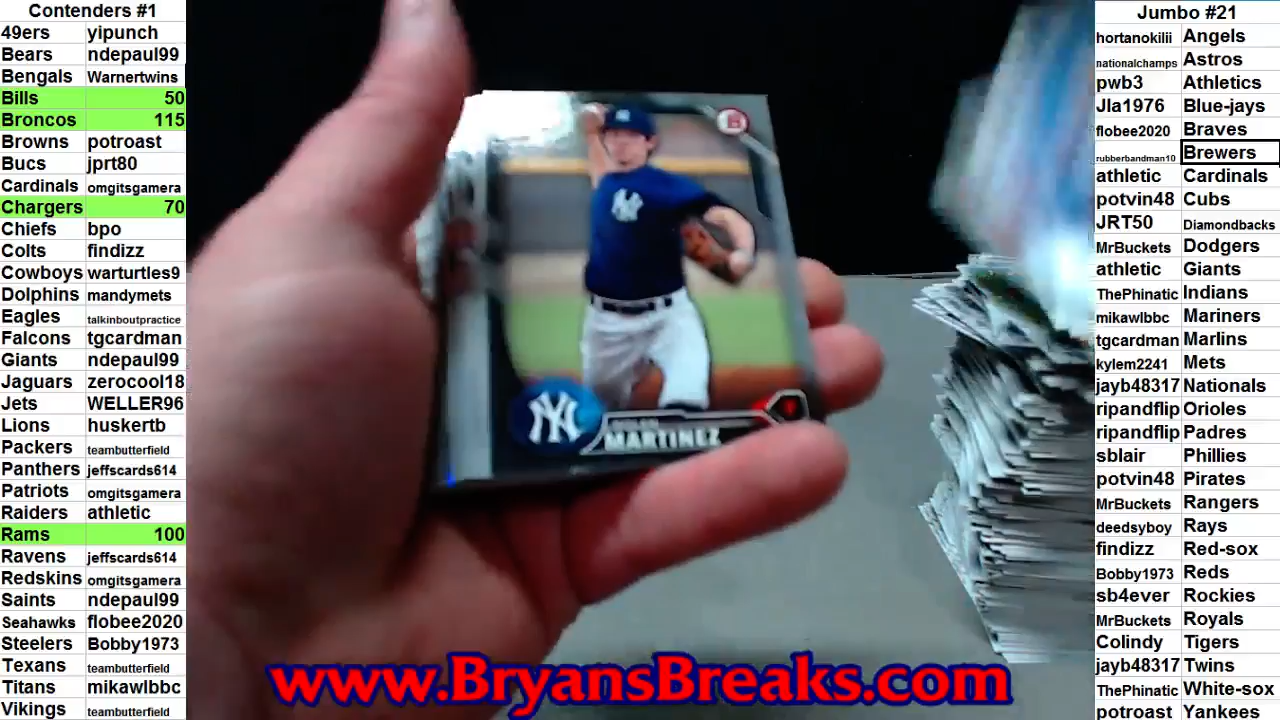 Contenders #1
49ers yipunch
Bears ndepaul99
Bengals Warnertwins
Bills 50
Broncos 115
Browns potroast
Bucs jprt80
Cardinals omgitsgamera
Chargers 70
Chiefs bpo
Colts findizz
Cowboys warturtles9
Dolphins mandymets
Eagles talkinboutpractice
Falcons tgcardman
Giants ndepaul99
Jaguars zerocool18
Jets WELLER96
Lions huskertb
Packers teambutterfield
Panthers jeffscards614
Patriots omgitsgamera
Raiders athletic
Rams 100
Ravens jeffscards614
Redskins omgitsgamera
Saints ndepaul99
Seahawks flobee2020
Steelers Bobby1973
Texans teambutterfield
Titans mikawlbbc
Vikings teambutterfield
B
NY
NY
MARTINEZ
www.BryansBreaks.com
Jumbo #21
hortanokilii Angels
nationalchamps Astros
pwb3 Athletics
Jla1976 Blue-jays
flobee2020 Braves
rubberbandman10 Brewers
athletic Cardinals
potvin48 Cubs
JRT50 Diamondbacks
MrBuckets Dodgers
athletic Giants
ThePhinatic Indians
mikawlbbc Mariners
tgcardman Marlins
kylem2241 Mets
jayb48317 Nationals
ripandflip Orioles
ripandflip Padres
sblair Phillies
potvin48 Pirates
MrBuckets Rangers
deedsyboy Rays
findizz Red-sox
Bobby1973 Reds
sb4ever Rockies
MrBuckets Royals
Colindy Tigers
jayb48317 Twins
ThePhinatic White-sox
potroast Yankees